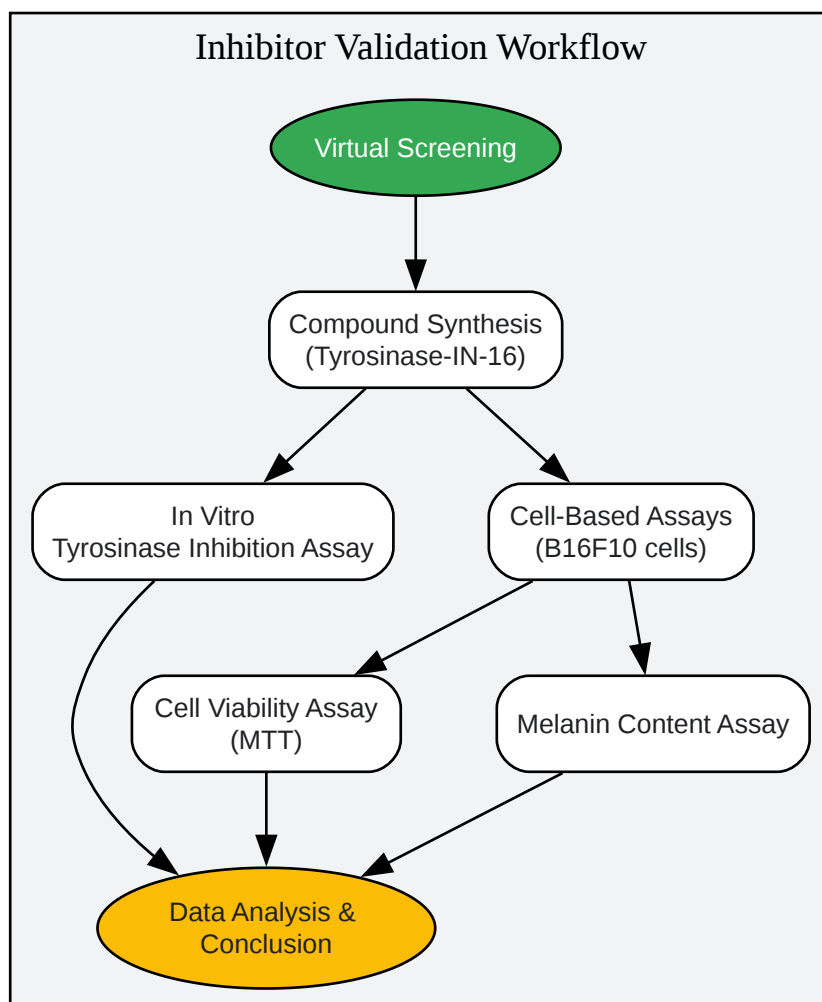 Inhibitor Validation Workflow
Virtual Screening
Compound Synthesis
(Tyrosinase-IN-16)
In Vitro
Tyrosinase Inhibition Assay
Cell-Based Assays
(B16F10 cells)
Cell Viability Assay
(MTT)
Melanin Content Assay
Data Analysis &
Conclusion